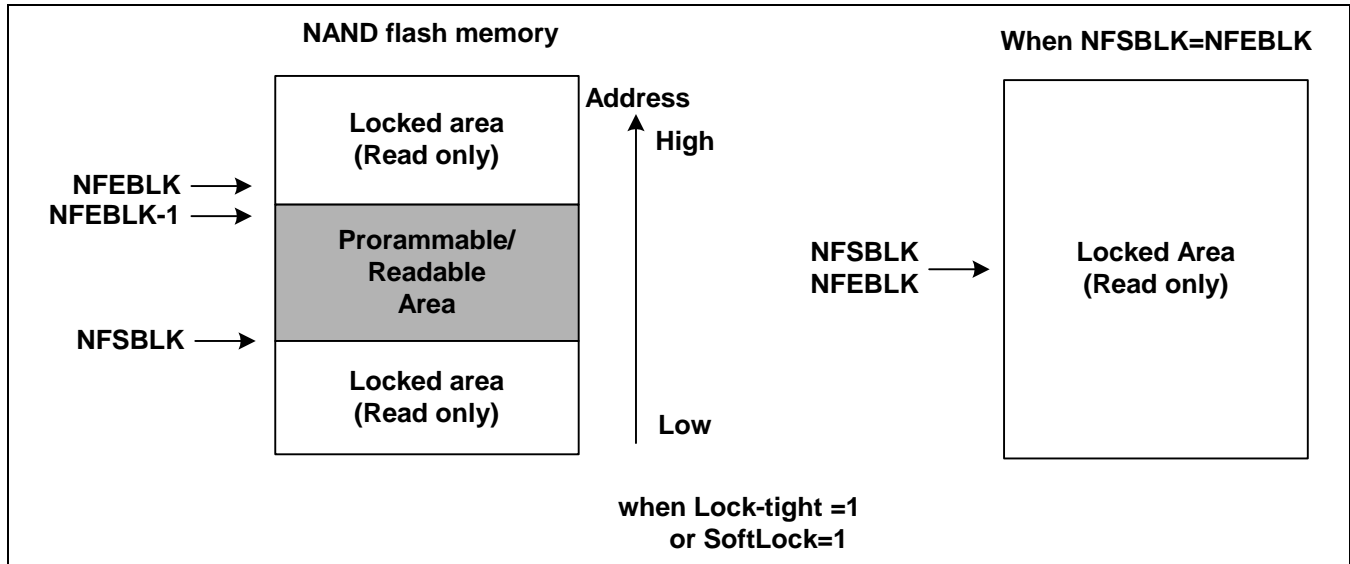 NAND flash memory
When NFSBLK=NFEBLK
Address
High
Low
Locked area
(Read only)
NFEBLK
NFEBLK-1
Prorammable/
Readable
Area
NFSBLK
Locked area
(Read only)
NFSBLK
NFEBLK
Locked Area
(Read only)
when Lock-tight =1
or SoftLock=1